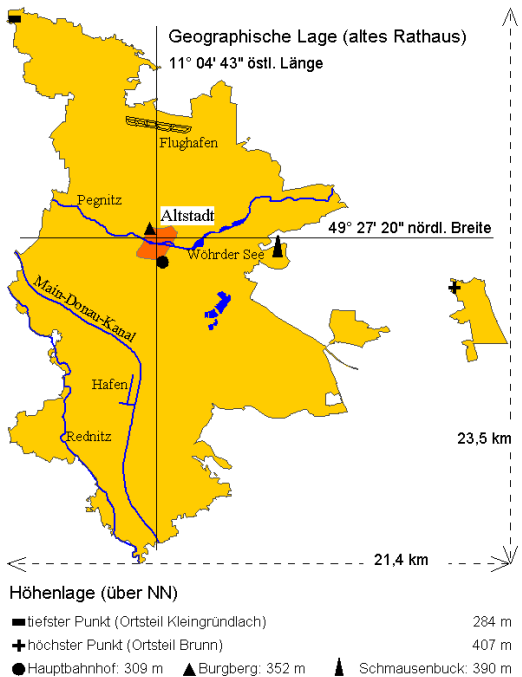 Geographische Lage (altes Rathaus)
11° 04' 43" östl. Länge
Flughafen
Pegnitz
Altstadt
49° 27' 20" nördl. Breite
Wöhrder See
Main-Donau-Kanal
Hafen
Rednitz
23,5 km
21,4 km
Höhenlage (über NN)
tiefster Punkt (Ortsteil Kleingründlach) 284 m
höchster Punkt (Ortsteil Brunn) 407 m
Hauptbahnhof: 309 m Burgberg: 352 m Schmausenbuck: 390 m